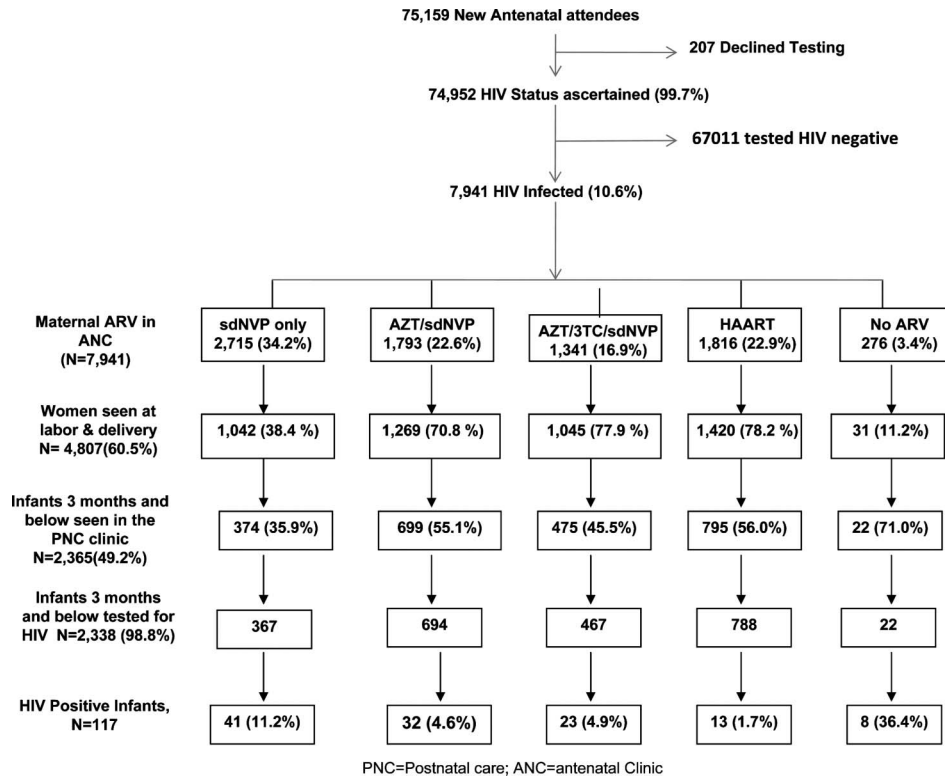 75,159 New Antenatal attendees
207 Declined Testing
74,952 HIV Status ascertained (99.7%)
67011 tested HIV negative
7,941 HIV Infected (10.6%)
Maternal ARV in
ANC
(N=7,941)
sdNVP only
2,715 (34.2%)
AZT/sdNVP
1,793 (22.6%)
AZT/3TC/sdNVP
1,341 (16.9%)
HAART
1,816 (22.9%)
No ARV
276 (3.4%)
Women seen at
labor & delivery
N= 4,807(60.5%)
1,042 (38.4 %)
1,269 (70.8 %)
1,045 (77.9 %)
1,420 (78.2 %)
31 (11.2%)
Infants 3 months and
below seen in the
PNC clinic
N=2,365(49.2%)
374 (35.9%)
699 (55.1%)
475 (45.5%)
795 (56.0%)
22 (71.0%)
Infants 3 months
and below tested for
HIV N=2,338 (98.8%)
367
694
467
788
22
HIV Positive Infants,
N=117
41 (11.2%)
32 (4.6%)
23 (4.9%)
13 (1.7%)
8 (36.4%)
PNC=Postnatal care; ANC=antenatal Clinic